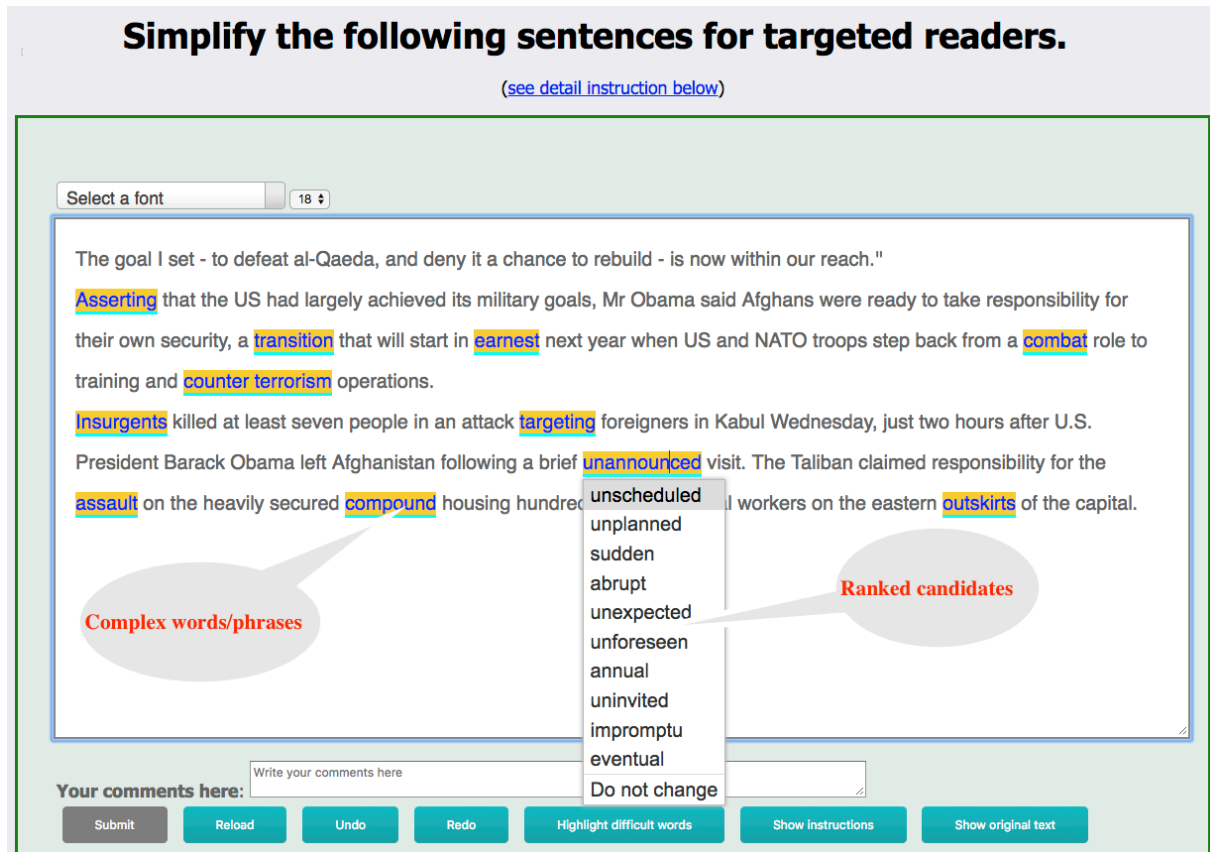 Simplify the following sentences for targeted readers.
(see detail instruction below)
Select a font
18
The goal I set - to defeat al-Qaeda, and deny it a chance to rebuild - is now within our reach."
Asserting that the US had largely achieved its military goals, Mr Obama said Afghans were ready to take responsibility for
their own security, a transition that will start in earnest next year when US and NATO troops step back from a combat role to
training and counter terrorism operations.
Insurgents killed at least seven people in an attack targeting foreigners in Kabul Wednesday, just two hours after U.S.
President Barack Obama left Afghanistan following a brief unannounced visit. The Taliban claimed responsibility for the
assault on the heavily secured compound housing hundred l workers on the eastern outskirts of the capital.
unscheduled
unplanned
sudden
abrupt
unexpected
unforeseen
annual
uninvited
impromptu
eventual
Do not change
Complex words/phrases
Ranked candidates
Your comments here:
Write your comments here
Submit
Reload
Undo
Redo
Highlight difficult words
Show instructions
Show original text